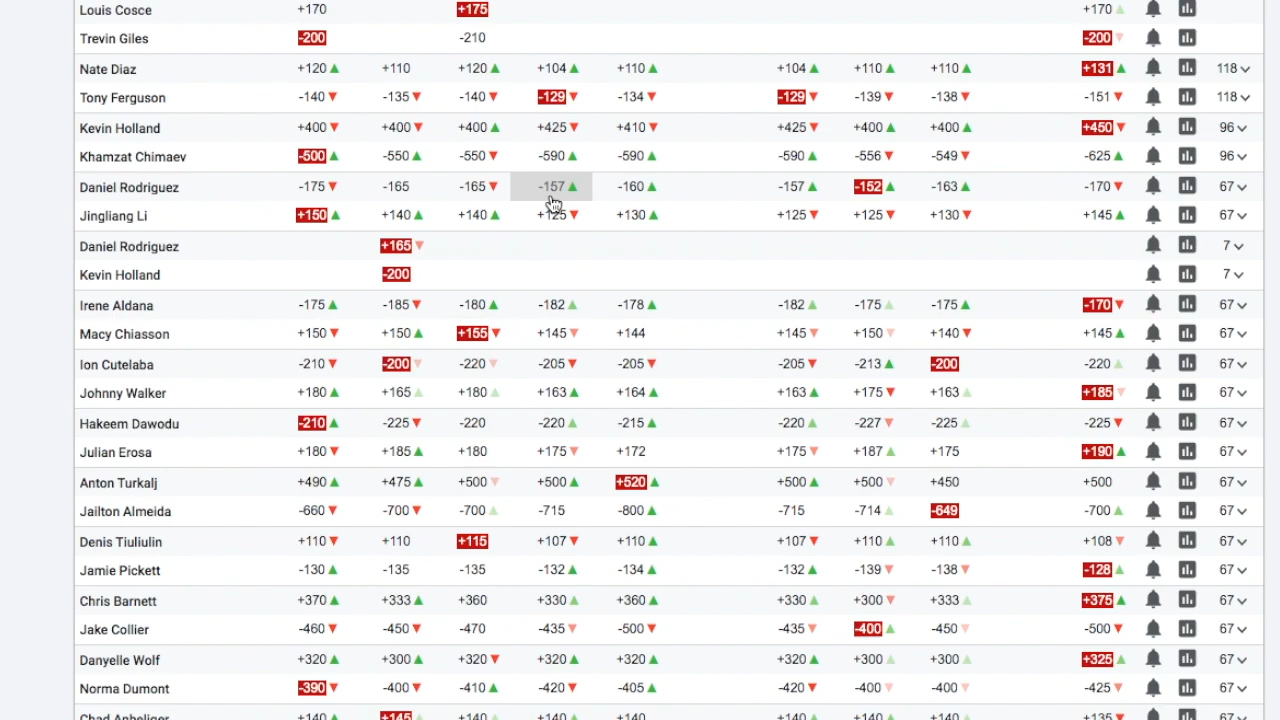 Louis Cosce +170 +175 +170
Trevin Giles -200 -210 -200
Nate Diaz +120 +110 +120 +104 +110 +104 +110 +110 +131 118
Tony Ferguson -140 -135 -140 -129 -134 -129 -139 -138 -151 118
Kevin Holland +400 +400 +400 +425 +410 +425 +400 +400 +450 96
Khamzat Chimaev -500 -550 -550 -590 -590 -590 -556 -549 -625 96
Daniel Rodriguez -175 -165 -165 -157 -160 -157 -152 -163 -170 67
Jingliang Li +150 +140 +140 +125 +130 +125 +125 +130 +145 67
Daniel Rodriguez +165 7
Kevin Holland -200 7
Irene Aldana -175 -185 -180 -182 -178 -182 -175 -175 -170 67
Macy Chiasson +150 +150 +155 +145 +144 +145 +150 +140 +145 67
Ion Cutelaba -210 -200 -220 -205 -205 -205 -213 -200 -220 67
Johnny Walker +180 +165 +180 +163 +164 +163 +175 +163 +185 67
Hakeem Dawodu -210 -225 -220 -220 -215 -220 -227 -225 -225 67
Julian Erosa +180 +185 +180 +175 +172 +175 +187 +175 +190 67
Anton Turkalj +490 +475 +500 +500 +520 +500 +500 +450 +500 67
Jailton Almeida -660 -700 -700 -715 -800 -715 -714 -649 -700 67
Denis Tiuliulin +110 +110 +115 +107 +110 +107 +110 +110 +108 67
Jamie Pickett -130 -135 -135 -132 -134 -132 -139 -138 -128 67
Chris Barnett +370 +333 +360 +330 +360 +330 +300 +333 +375 67
Jake Collier -460 -450 -470 -435 -500 -435 -400 -450 -500 67
Danyelle Wolf +320 +300 +320 +320 +320 +320 +300 +300 +325 67
Norma Dumont -390 -400 -410 -420 -405 -420 -400 -400 -425 67
Chad Anheliger +140 +145 +140 +140 +140 +140 +140 +140 +135 67